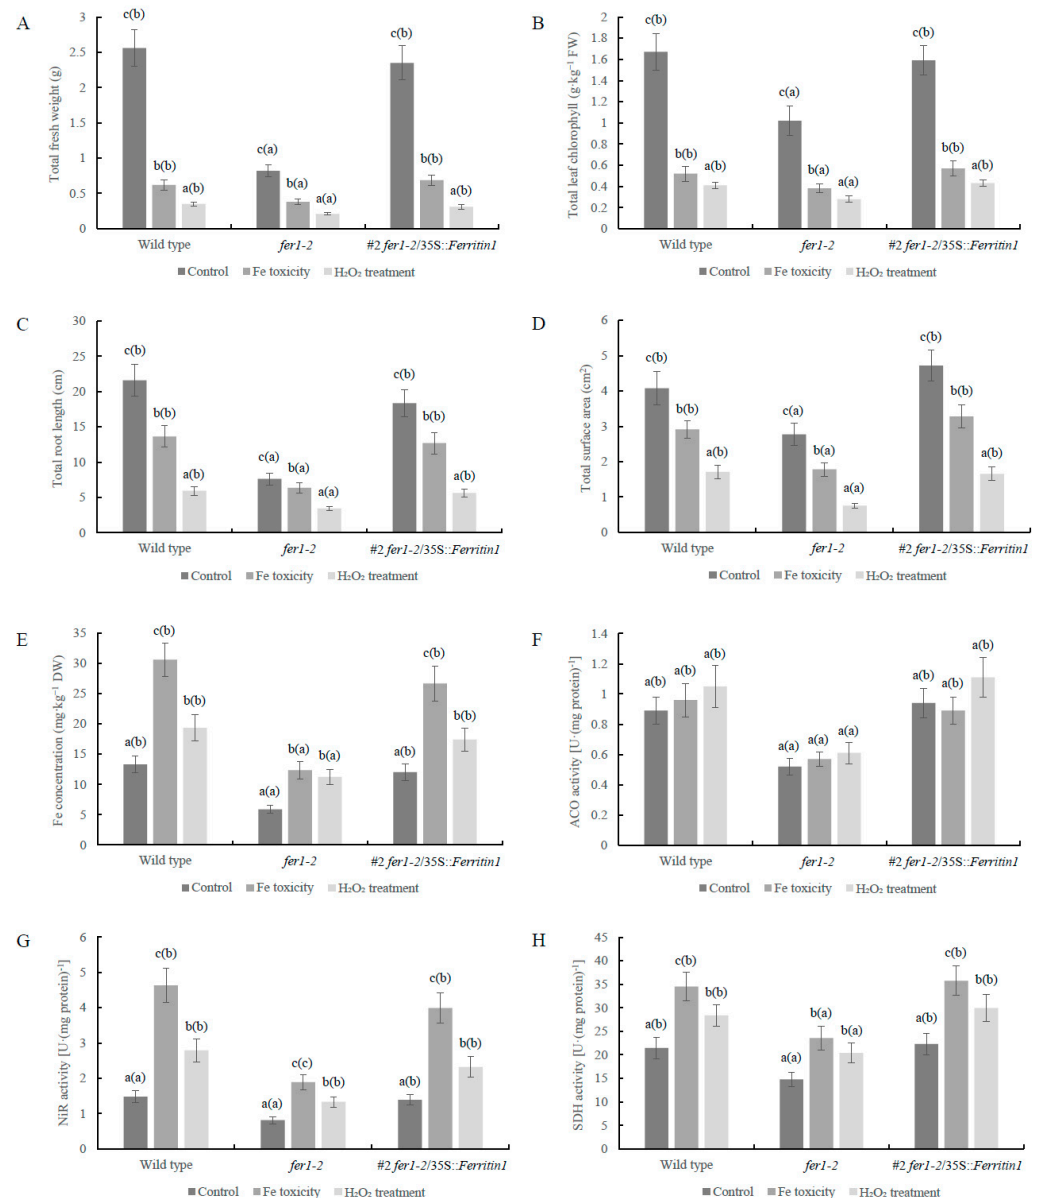 A
Total fresh weight (g)
3
2.5
2
1.5
1
0.5
0
c(b)
b(b)
a(b)
c(a)
b(a)
a(a)
c(b)
b(b)
a(b)
Wild type fer1-2 #2 fer1-2/35S::Ferritin1
Control Fe toxicity H₂O₂ treatment
B
Total leaf chlorophyll (g·kg⁻¹ FW)
2
1.8
1.6
1.4
1.2
1
0.8
0.6
0.4
0.2
0
c(b)
b(b)
a(b)
c(a)
b(a)
a(a)
c(b)
b(b)
a(b)
Wild type fer1-2 #2 fer1-2/35S::Ferritin1
Control Fe toxicity H₂O₂ treatment
C
Total root length (cm)
30
25
20
15
10
5
0
c(b)
b(b)
a(b)
c(a)
b(a)
a(a)
c(b)
b(b)
a(b)
Wild type fer1-2 #2 fer1-2/35S::Ferritin1
Control Fe toxicity H₂O₂ treatment
D
Total surface area (cm²)
6
5
4
3
2
1
0
c(b)
b(b)
a(b)
c(a)
b(a)
a(a)
c(b)
b(b)
a(b)
Wild type fer1-2 #2 fer1-2/35S::Ferritin1
Control Fe toxicity H₂O₂ treatment
E
Fe concentration (mg·kg⁻¹ DW)
35
30
25
20
15
10
5
0
a(b)
c(b)
b(b)
a(a)
b(a)
b(a)
a(b)
c(b)
b(b)
Wild type fer1-2 #2 fer1-2/35S::Ferritin1
Control Fe toxicity H₂O₂ treatment
F
ACO activity [U·(mg protein)⁻¹]
1.4
1.2
1
0.8
0.6
0.4
0.2
0
a(b)
a(b)
a(b)
a(a)
a(a)
a(a)
a(b)
a(b)
a(b)
Wild type fer1-2 #2 fer1-2/35S::Ferritin1
Control Fe toxicity H₂O₂ treatment
G
NiR activity [U·(mg protein)⁻¹]
6
5
4
3
2
1
0
a(a)
c(b)
b(b)
a(a)
c(c)
b(b)
a(b)
c(b)
b(b)
Wild type fer1-2 #2 fer1-2/35S::Ferritin1
Control Fe toxicity H₂O₂ treatment
H
SDH activity [U·(mg protein)⁻¹]
45
40
35
30
25
20
15
10
5
0
a(b)
c(b)
b(b)
a(a)
b(a)
b(a)
a(b)
c(b)
b(b)
Wild type fer1-2 #2 fer1-2/35S::Ferritin1
Control Fe toxicity H₂O₂ treatment